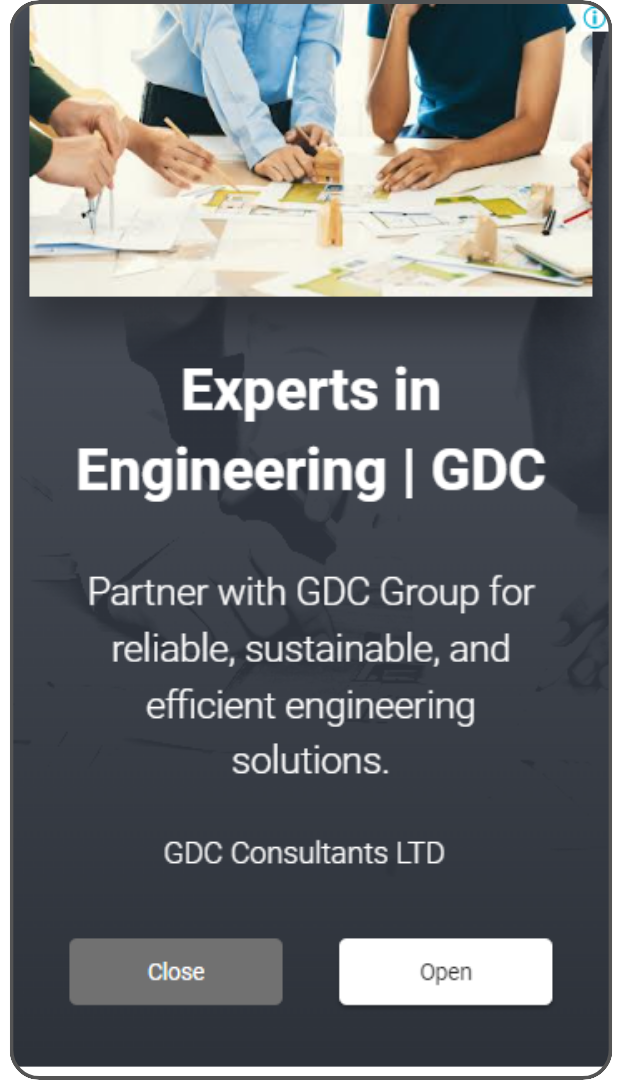 Experts in
Engineering | GDC
Partner with GDC Group for
reliable, sustainable, and
efficient engineering
solutions.
GDC Consultants LTD
Close
Open